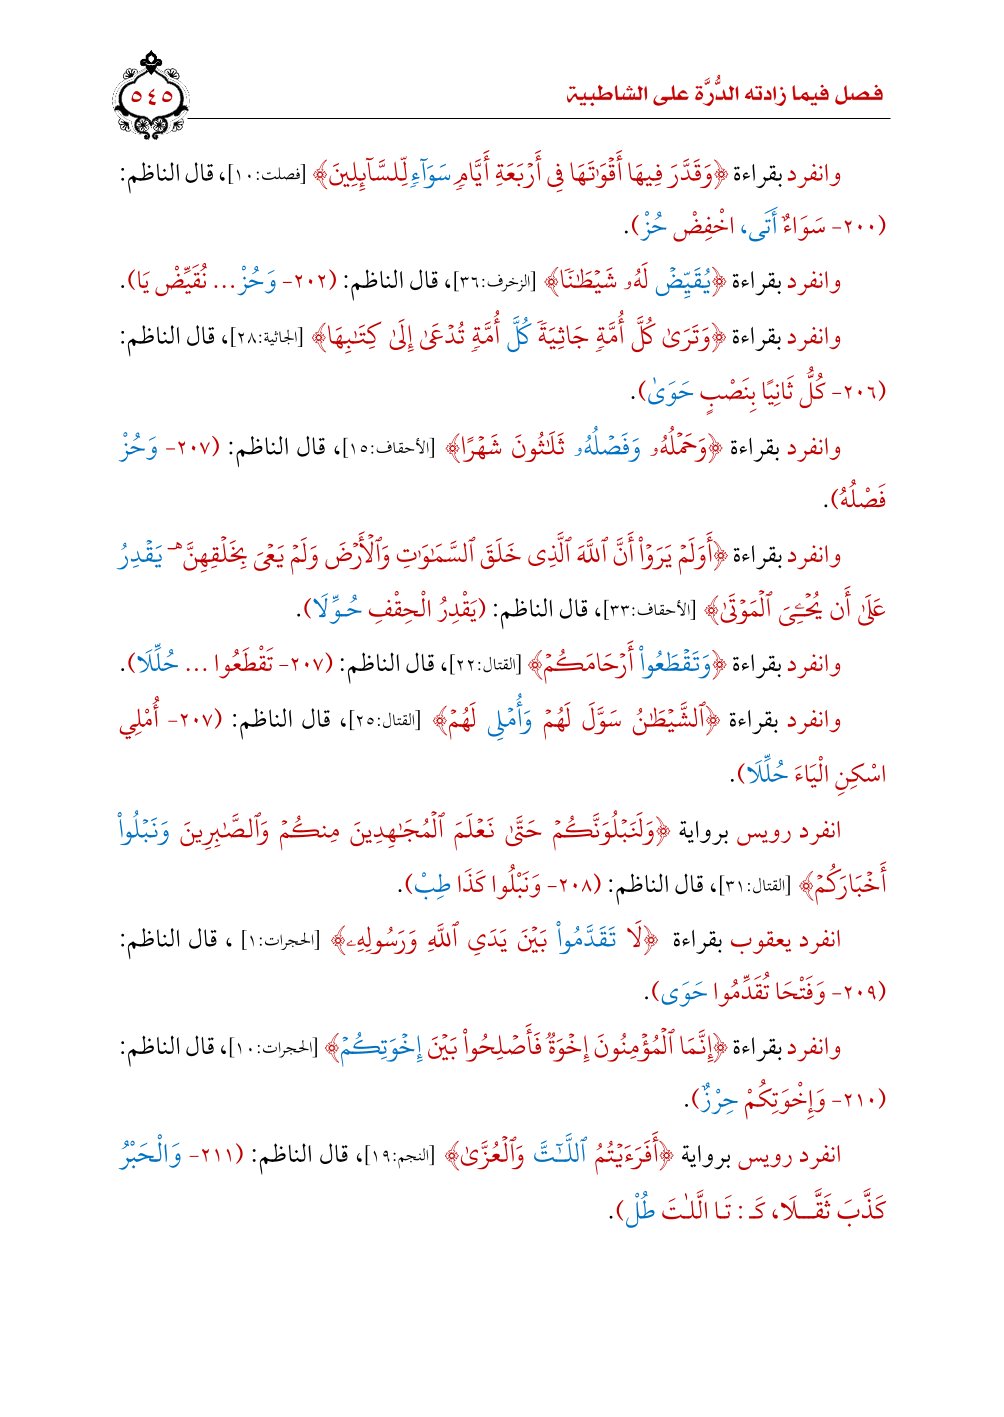 فصل فيما زادته الدُّرَّة على الشاطبية
٥٤٥
وانفرد بقراءة ﴿وَقَدَّرَ فِيهَآ أَقۡوَٰتَهَا فِيٓ أَرۡبَعَةِ أَيَّامٖ سَوَآءٖ لِّلسَّآئِلِينَ﴾ [فصلت:١٠]، قال الناظم:
(٢٠٠- سَوَاءٌ أَتَى، اخْفِضْ حُزْ).
وانفرد بقراءة ﴿يُقَيِّضۡ لَهُۥ شَيۡطَٰنٗا﴾ [الزخرف:٣٦]، قال الناظم: (٢٠٢- وَحُزْ... نُقَيِّضْ يَا).
وانفرد بقراءة ﴿وَتَرَىٰ كُلَّ أُمَّةٖ جَاثِيَةٗ كُلَّ أُمَّةٖ تُدۡعَىٰٓ إِلَىٰ كِتَٰبِهَا﴾ [الجاثية:٢٨]، قال الناظم:
(٢٠٦- كُلُّ ثَانِيًا بِنَصْبٍ حَوَىٰ).
وانفرد بقراءة ﴿وَحَمۡلُهُۥ وَفَصۡلُهُۥ ثَلَٰثُونَ شَهۡرًا﴾ [الأحقاف:١٥]، قال الناظم: (٢٠٧- وَحُزْ
فَصْلُهُ).
وانفرد بقراءة ﴿أَوَلَمۡ يَرَوۡاْ أَنَّ ٱللَّهَ ٱلَّذِي خَلَقَ ٱلسَّمَٰوَٰتِ وَٱلۡأَرۡضَ وَلَمۡ يَعۡيَ بِخَلۡقِهِنَّ يَقۡدِرُ
عَلَىٰٓ أَن يُحۡـِۧيَ ٱلۡمَوۡتَىٰ﴾ [الأحقاف:٣٣]، قال الناظم: (يَقْدِرُ الْحِقْفِ حُوِّلَا).
وانفرد بقراءة ﴿وَتَقۡطَعُوٓاْ أَرۡحَامَكُمۡ﴾ [القتال:٢٢]، قال الناظم: (٢٠٧- تَقْطَعُوا ... حُلِّلَا).
وانفرد بقراءة ﴿ٱلشَّيۡطَٰنُ سَوَّلَ لَهُمۡ وَأُمۡلِي لَهُمۡ﴾ [القتال:٢٥]، قال الناظم: (٢٠٧- أُمْلِي
اسْكِنِ الْيَاءَ حُلِّلَا).
انفرد رويس برواية ﴿وَلَنَبۡلُوَنَّكُمۡ حَتَّىٰ نَعۡلَمَ ٱلۡمُجَٰهِدِينَ مِنكُمۡ وَٱلصَّٰبِرِينَ وَنَبۡلُواْ
أَخۡبَارَكُمۡ﴾ [القتال:٣١]، قال الناظم: (٢٠٨- وَنَبْلُوا كَذَا طِبْ).
انفرد يعقوب بقراءة ﴿لَا تَقَدَّمُواْ بَيۡنَ يَدَيِ ٱللَّهِ وَرَسُولِهِۦ﴾ [الحجرات:١] ، قال الناظم:
(٢٠٩- وَفَتْحَا تُقَدِّمُوا حَوَى).
وانفرد بقراءة ﴿إِنَّمَا ٱلۡمُؤۡمِنُونَ إِخۡوَةٞ فَأَصۡلِحُواْ بَيۡنَ إِخۡوَتِكُمۡ﴾ [الحجرات:١٠]، قال الناظم:
(٢١٠- وَإِخْوَتِكُمْ حِرْزٌ).
انفرد رويس برواية ﴿أَفَرَءَيۡتُمُ ٱللَّٰٓتَّ وَٱلۡعُزَّىٰ﴾ [النجم:١٩]، قال الناظم: (٢١١- وَالْحَبْرُ
كَذَّبَ ثَقَّـلَا، كَـ : تَـا الَّلتَ طُلْ).